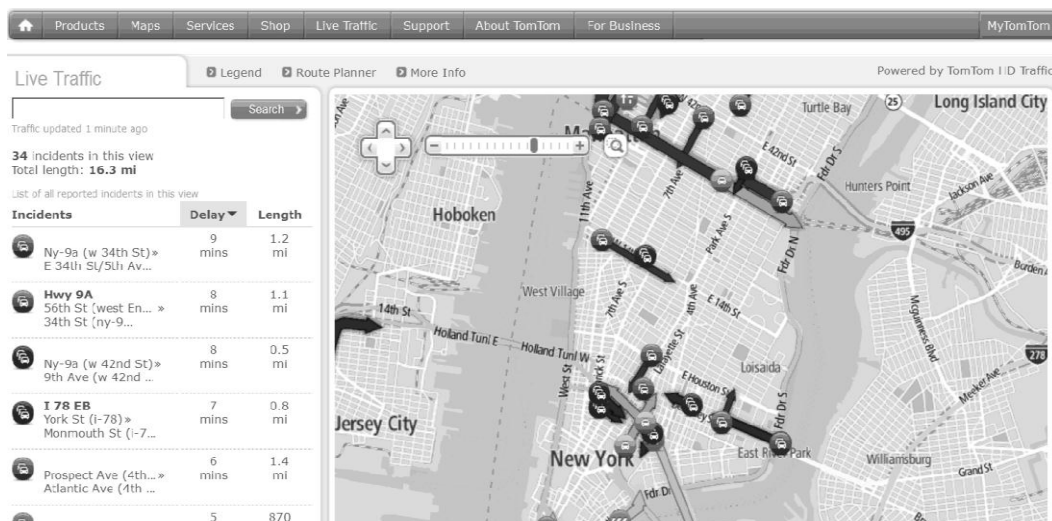 Products Maps Services Shop Live Traffic Support About TomTom For Business MyTomTom
Live Traffic
Legend Route Planner More Info
Powered by TomTom HD Traffic
Search
Traffic updated 1 minute ago
34 incidents in this view
Total length: 16.3 mi
List of all reported incidents in this view
Incidents Delay Length
Ny-9a (w 34th St)»
E 34th St/5th Av...
9 mins
1.2 mi
Hwy 9A
56th St (west En... »
34th St (ny-9...
8 mins
1.1 mi
Ny-9a (w 42nd St)»
9th Ave (w 42nd ...
8 mins
0.5 mi
I 78 EB
York St (i-78)»
Monmouth St (i-7...
7 mins
0.8 mi
Prospect Ave (4th...»
Atlantic Ave (4th ...
6 mins
1.4 mi
5
870
Turtle Bay
25
Long Island City
E 42nd St
Fdr Dr S
Hunters Point
Jackson Ave
495
Hoboken
11th Ave
7th Ave
Park Ave S
Fdr Dr N
West Village
7th Ave S
4th Ave
E 14th St
14th St
Holland Tunl E
Holland Tunl W
West St
Lafayette St
E Houston St
Loisaida
Fdr Dr S
Mcguinness Blvd
278
Meeker Ave
Jersey City
New York
East River Park
Williamsburg
Grand St
Fdr Dr